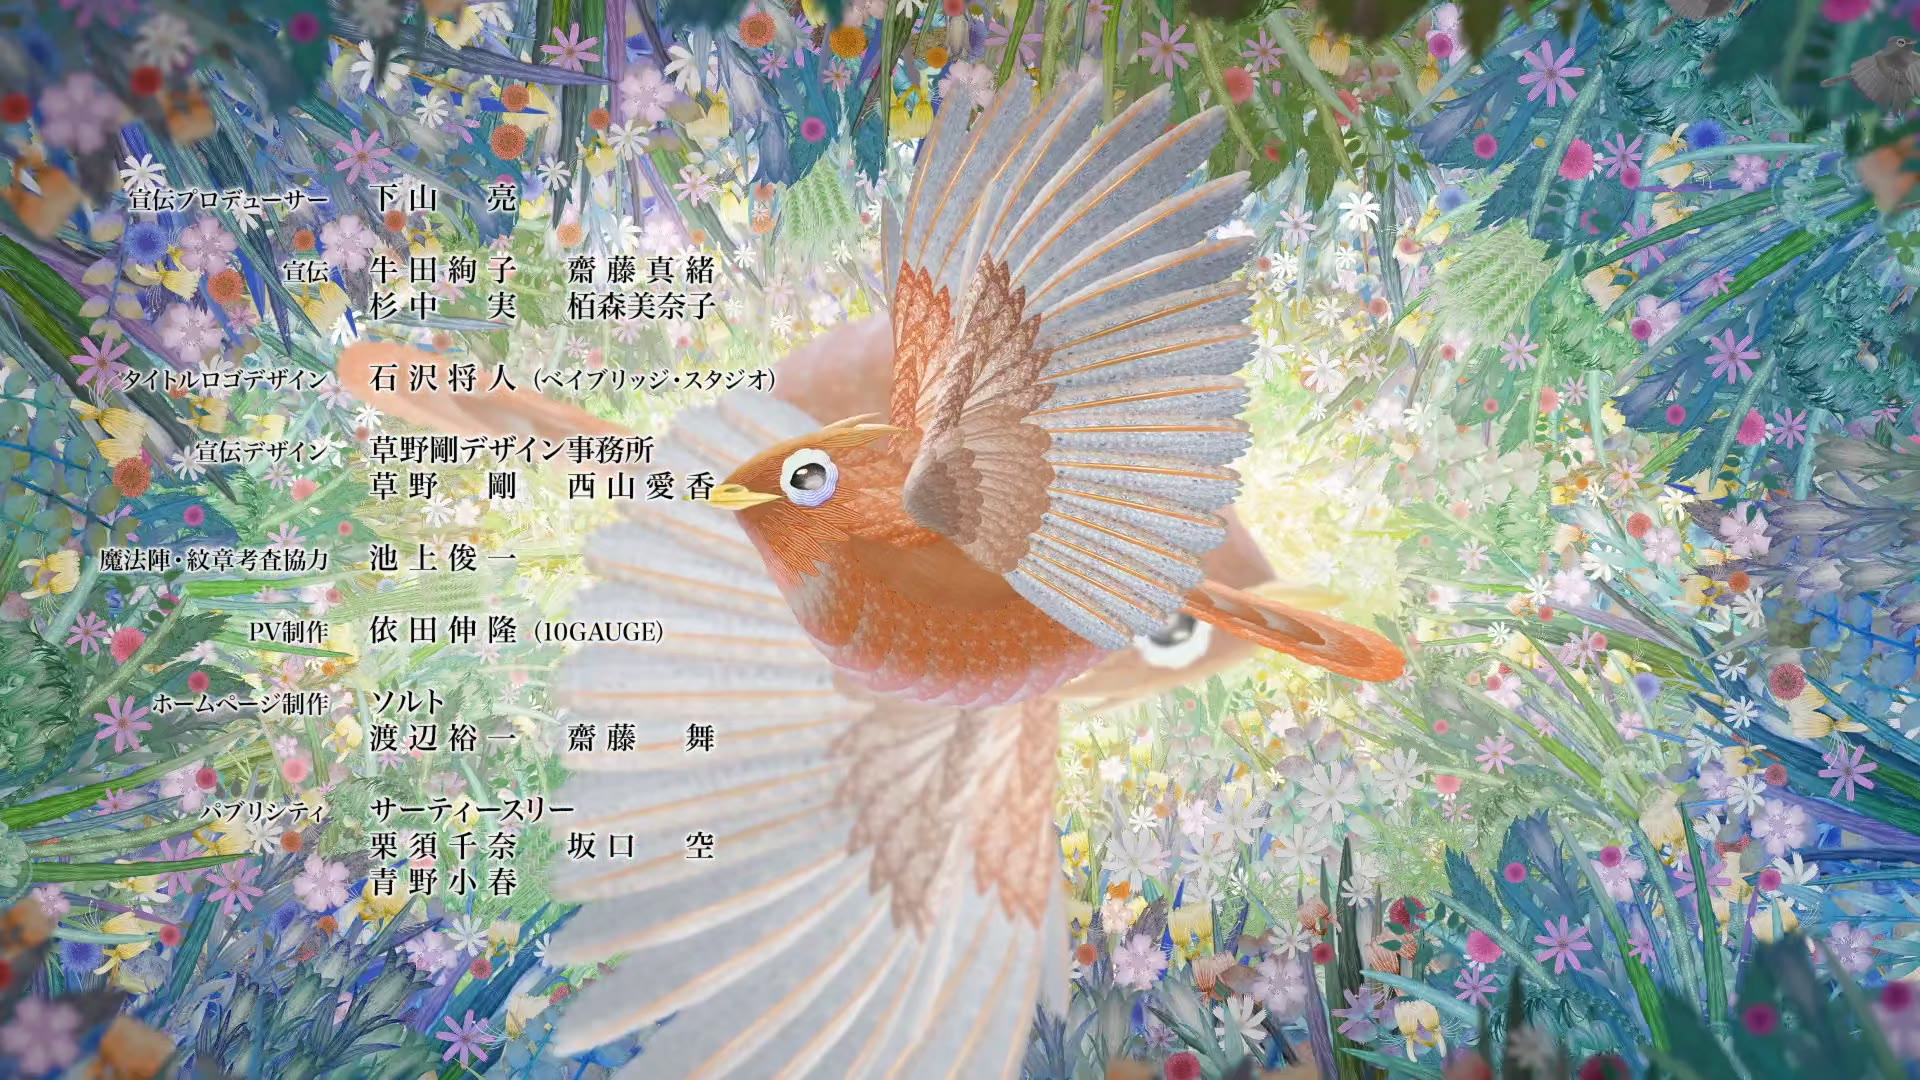 宣伝プロデューサー 下山 亮
宣伝 牛田絢子 齋藤真緒
杉中 実 栢森美奈子
タイトルロゴデザイン 石沢将人（ベイブリッジ・スタジオ）
宣伝デザイン 草野剛デザイン事務所
草野 剛 西山愛香
魔法陣・紋章考査協力 池上俊一
PV制作 依田伸隆（10GAUGE）
ホームページ制作 ソルト
渡辺裕一 齋藤 舞
パブリシティ サーティースリー
栗須千奈 坂口 空
青野小春